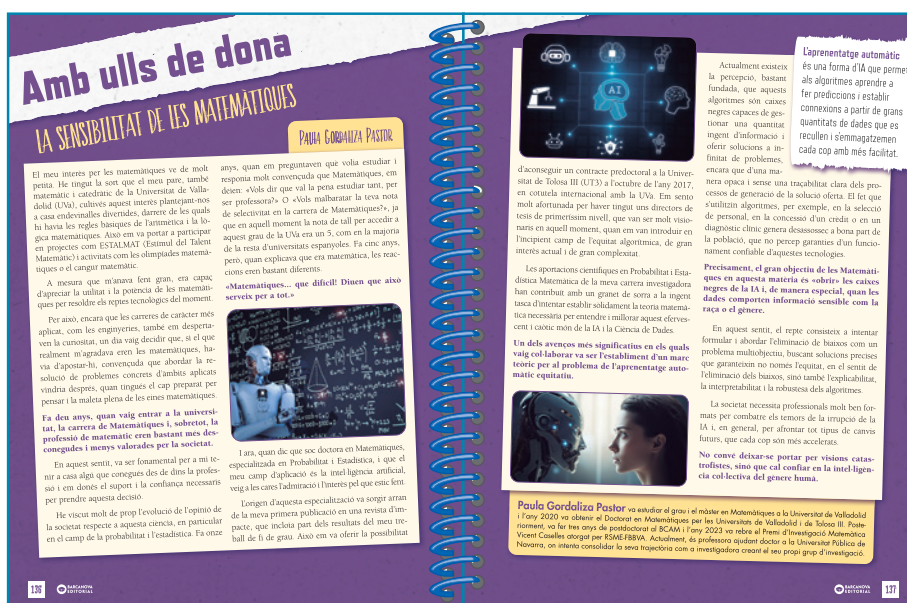 Amb ulls de dona
LA SENSIBILITAT DE LES MATEMÀTIQUES
PAULA GORDALIZA PASTOR
El meu interès per les matemàtiques ve de molt
petita. He tingut la sort que el meu pare, també
matemàtic i catedràtic de la Universitat de Valla-
dolid (UVa), cultivés aquest interès plantejant-nos
a casa endevinalles divertides, darrere de les quals
hi havia les regles bàsiques de l'aritmètica i la lò-
gica matemàtiques. Això em va portar a participar
en projectes com ESTALMAT (Estímul del Talent
Matemàtic) i activitats com les olimpíades matemà-
tiques o el cangur matemàtic.
A mesura que m'anava fent gran, era capaç
d'apreciar la utilitat i la potència de les matemàti-
ques per resoldre els reptes tecnològics del moment.
Per això, encara que les carreres de caràcter més
aplicat, com les enginyeries, també em desperta-
ven la curiositat, un dia vaig decidir que, si el que
realment m'agradava eren les matemàtiques, ha-
via d'apostar-hi, convençuda que abordar la re-
solució de problemes concrets d'àmbits aplicats
vindria després, quan tingués el cap preparat per
pensar i la maleta plena de les eines matemàtiques.
Fa deu anys, quan vaig entrar a la universi-
tat, la carrera de Matemàtiques i, sobretot, la
professió de matemàtic eren bastant més des-
conegudes i menys valorades per la societat.
En aquest sentit, va ser fonamental per a mi te-
nir a casa algú que conegués des de dins la profes-
sió i em donés el suport i la confiança necessaris
per prendre aquesta decisió.
He viscut molt de prop l'evolució de l'opinió de
la societat respecte a aquesta ciència, en particular
en el camp de la probabilitat i l'estadística. Fa onze
anys, quan em preguntaven què volia estudiar i
responia molt convençuda que Matemàtiques, em
deien: «Vols dir que val la pena estudiar tant, per
ser professora?» O «Vols malbaratar la teva nota
de selectivitat en la carrera de Matemàtiques?», ja
que en aquell moment la nota de tall per accedir a
aquest grau de la UVa era un 5, com en la majoria
de la resta d'universitats espanyoles. Fa cinc anys,
però, quan explicava que era matemàtica, les reac-
cions eren bastant diferents.
«Matemàtiques... que difícil! Diuen que això
serveix per a tot.»
I ara, quan dic que soc doctora en Matemàtiques,
especialitzada en Probabilitat i Estadística, i que el
meu camp d'aplicació és la intel·ligència artificial,
veig a les cares l'admiració i l'interès pel que estic fent.
L'origen d'aquesta especialització va sorgir arran
de la meva primera publicació en una revista d'im-
pacte, que incloïa part dels resultats del meu tre-
ball de fi de grau. Això em va oferir la possibilitat
136
BARCANOVA
EDITORIAL
AI
d'aconseguir un contracte predoctoral a la Univer-
sitat de Tolosa III (UT3) a l'octubre de l'any 2017,
en cotutela internacional amb la UVa. Em sento
molt afortunada per haver tingut uns directors de
tesis de primeríssim nivell, que van ser molt visio-
naris en aquell moment, quan em van introduir en
l'incipient camp de l'equitat algorítmica, de gran
interès actual i de gran complexitat.
Les aportacions científiques en Probabilitat i Esta-
dística Matemàtica de la meva carrera investigadora
han contribuït amb un granet de sorra a la ingent
tasca d'intentar establir solidament la teoria matemà-
tica necessària per entendre i millorar aquest eferves-
cent i caòtic món de la IA i la Ciència de Dades.
Un dels avenços més significatius en els quals
vaig col·laborar va ser l'establiment d'un marc
teòric per al problema de l'aprenentatge auto-
màtic equitatiu.
Actualment existeix
la percepció, bastant
fundada, que aquests
algoritmes són caixes
negres capaces de ges-
tionar una quantitat
ingent d'informació i
oferir solucions a in-
finitat de problemes,
encara que d'una ma-
nera opaca i sense una traçabilitat clara dels pro-
cessos de generació de la solució oferta. El fet que
s'utilitzin algoritmes, per exemple, en la selecció
de personal, en la concessió d'un crèdit o en un
diagnòstic clínic genera desassossec a bona part de
la població, que no percep garanties d'un funcio-
nament confiable d'aquestes tecnologies.
Precisament, el gran objectiu de les Matemàti-
ques en aquesta matèria és «obrir» les caixes
negres de la IA i, de manera especial, quan les
dades comporten informació sensible com la
raça o el gènere.
En aquest sentit, el repte consisteix a intentar
formular i abordar l'eliminació de biaixos com un
problema multiobjectiu, buscant solucions precises
que garanteixin no només l'equitat, en el sentit de
l'eliminació dels biaixos, sinó també l'explicabilitat,
la interpretabilitat i la robustesa dels algoritmes.
La societat necessita professionals molt ben for-
mats per combatre els temors de la irrupció de la
IA i, en general, per afrontar tot tipus de canvis
futurs, que cada cop són més accelerats.
No convé deixar-se portar per visions catas-
trofistes, sinó que cal confiar en la intel·ligèn-
cia col·lectiva del gènere humà.
L'aprenentatge automàtic
és una forma d'IA que permet
als algoritmes aprendre a
fer prediccions i establir
connexions a partir de grans
quantitats de dades que es
recullen i s'emmagatzemen
cada cop amb més facilitat.
Paula Gordaliza Pastor va estudiar el grau i el màster en Matemàtiques a la Universitat de Valladolid
i l'any 2020 va obtenir el Doctorat en Matemàtiques per les Universitats de Valladolid i de Tolosa III. Poste-
riorment, va fer tres anys de postdoctorat al BCAM i l'any 2023 va rebre el Premi d'Investigació Matemàtica
Vicent Caselles atorgat per RSME-FBBVA. Actualment, és professora ajudant doctor a la Universitat Pública de
Navarra, on intenta consolidar la seva trajectòria com a investigadora creant el seu propi grup d'investigació.
BARCANOVA
EDITORIAL
137